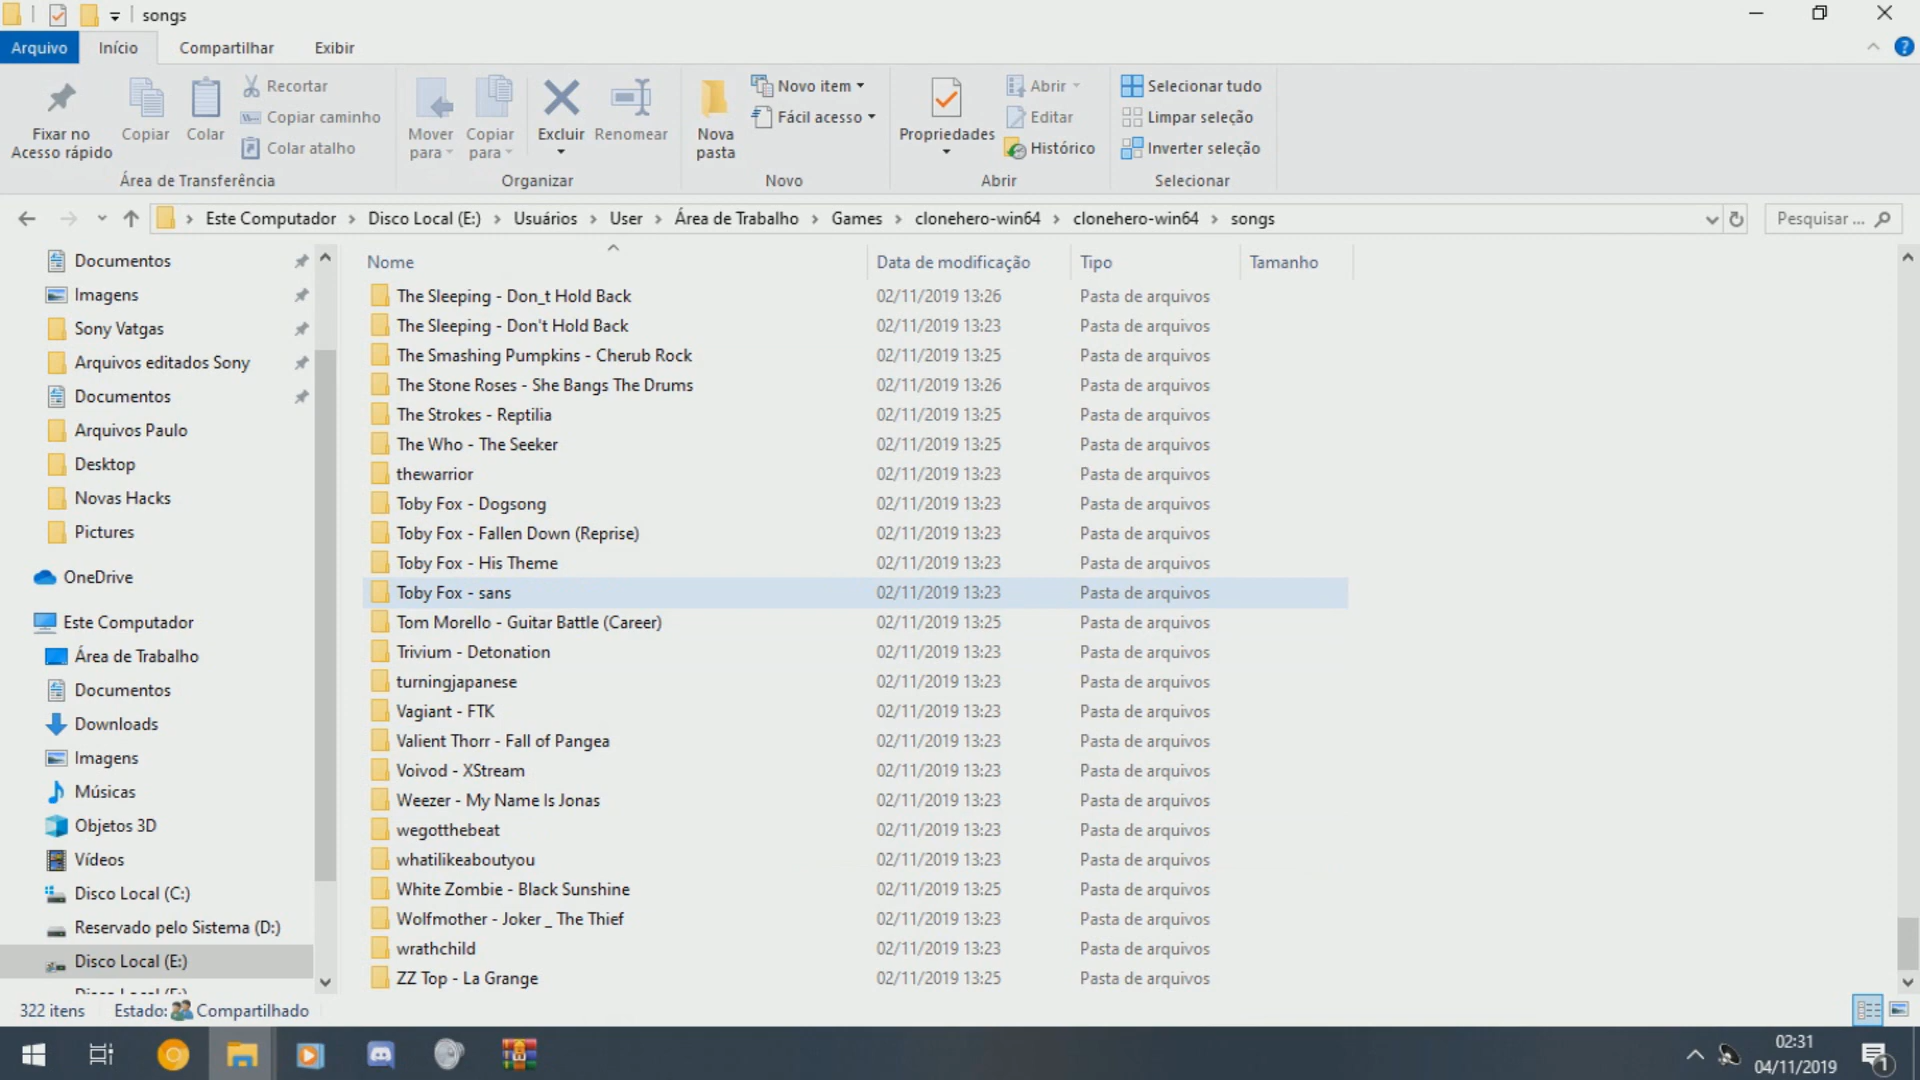 songs
Arquivo Início Compartilhar Exibir
Fixar no
Acesso rápido
Copiar
Colar
Recortar
Copiar caminho
Colar atalho
Área de Transferência
Mover
para
Copiar
para
Excluir
Renomear
Organizar
Nova
pasta
Novo item
Fácil acesso
Novo
Propriedades
Abrir
Editar
Histórico
Abrir
Selecionar tudo
Limpar seleção
Inverter seleção
Selecionar
Este Computador Disco Local (E:) Usuários User Área de Trabalho Games clonehero-win64 clonehero-win64 songs
Pesquisar ...
Documentos
Imagens
Sony Vatgas
Arquivos editados Sony
Documentos
Arquivos Paulo
Desktop
Novas Hacks
Pictures
OneDrive
Este Computador
Área de Trabalho
Documentos
Downloads
Imagens
Músicas
Objetos 3D
Vídeos
Disco Local (C:)
Reservado pelo Sistema (D:)
Disco Local (E:)
Nome Data de modificação Tipo Tamanho
The Sleeping - Don_t Hold Back 02/11/2019 13:26 Pasta de arquivos
The Sleeping - Don't Hold Back 02/11/2019 13:23 Pasta de arquivos
The Smashing Pumpkins - Cherub Rock 02/11/2019 13:25 Pasta de arquivos
The Stone Roses - She Bangs The Drums 02/11/2019 13:26 Pasta de arquivos
The Strokes - Reptilia 02/11/2019 13:25 Pasta de arquivos
The Who - The Seeker 02/11/2019 13:25 Pasta de arquivos
thewarrior 02/11/2019 13:23 Pasta de arquivos
Toby Fox - Dogsong 02/11/2019 13:23 Pasta de arquivos
Toby Fox - Fallen Down (Reprise) 02/11/2019 13:23 Pasta de arquivos
Toby Fox - His Theme 02/11/2019 13:23 Pasta de arquivos
Toby Fox - sans 02/11/2019 13:23 Pasta de arquivos
Tom Morello - Guitar Battle (Career) 02/11/2019 13:25 Pasta de arquivos
Trivium - Detonation 02/11/2019 13:23 Pasta de arquivos
turningjapanese 02/11/2019 13:23 Pasta de arquivos
Vagiant - FTK 02/11/2019 13:23 Pasta de arquivos
Valient Thorr - Fall of Pangea 02/11/2019 13:23 Pasta de arquivos
Voivod - XStream 02/11/2019 13:23 Pasta de arquivos
Weezer - My Name Is Jonas 02/11/2019 13:23 Pasta de arquivos
wegotthebeat 02/11/2019 13:23 Pasta de arquivos
whatilikeaboutyou 02/11/2019 13:23 Pasta de arquivos
White Zombie - Black Sunshine 02/11/2019 13:25 Pasta de arquivos
Wolfmother - Joker _ The Thief 02/11/2019 13:23 Pasta de arquivos
wrathchild 02/11/2019 13:23 Pasta de arquivos
ZZ Top - La Grange 02/11/2019 13:25 Pasta de arquivos
322 itens Estado: Compartilhado
02:31
04/11/2019
1